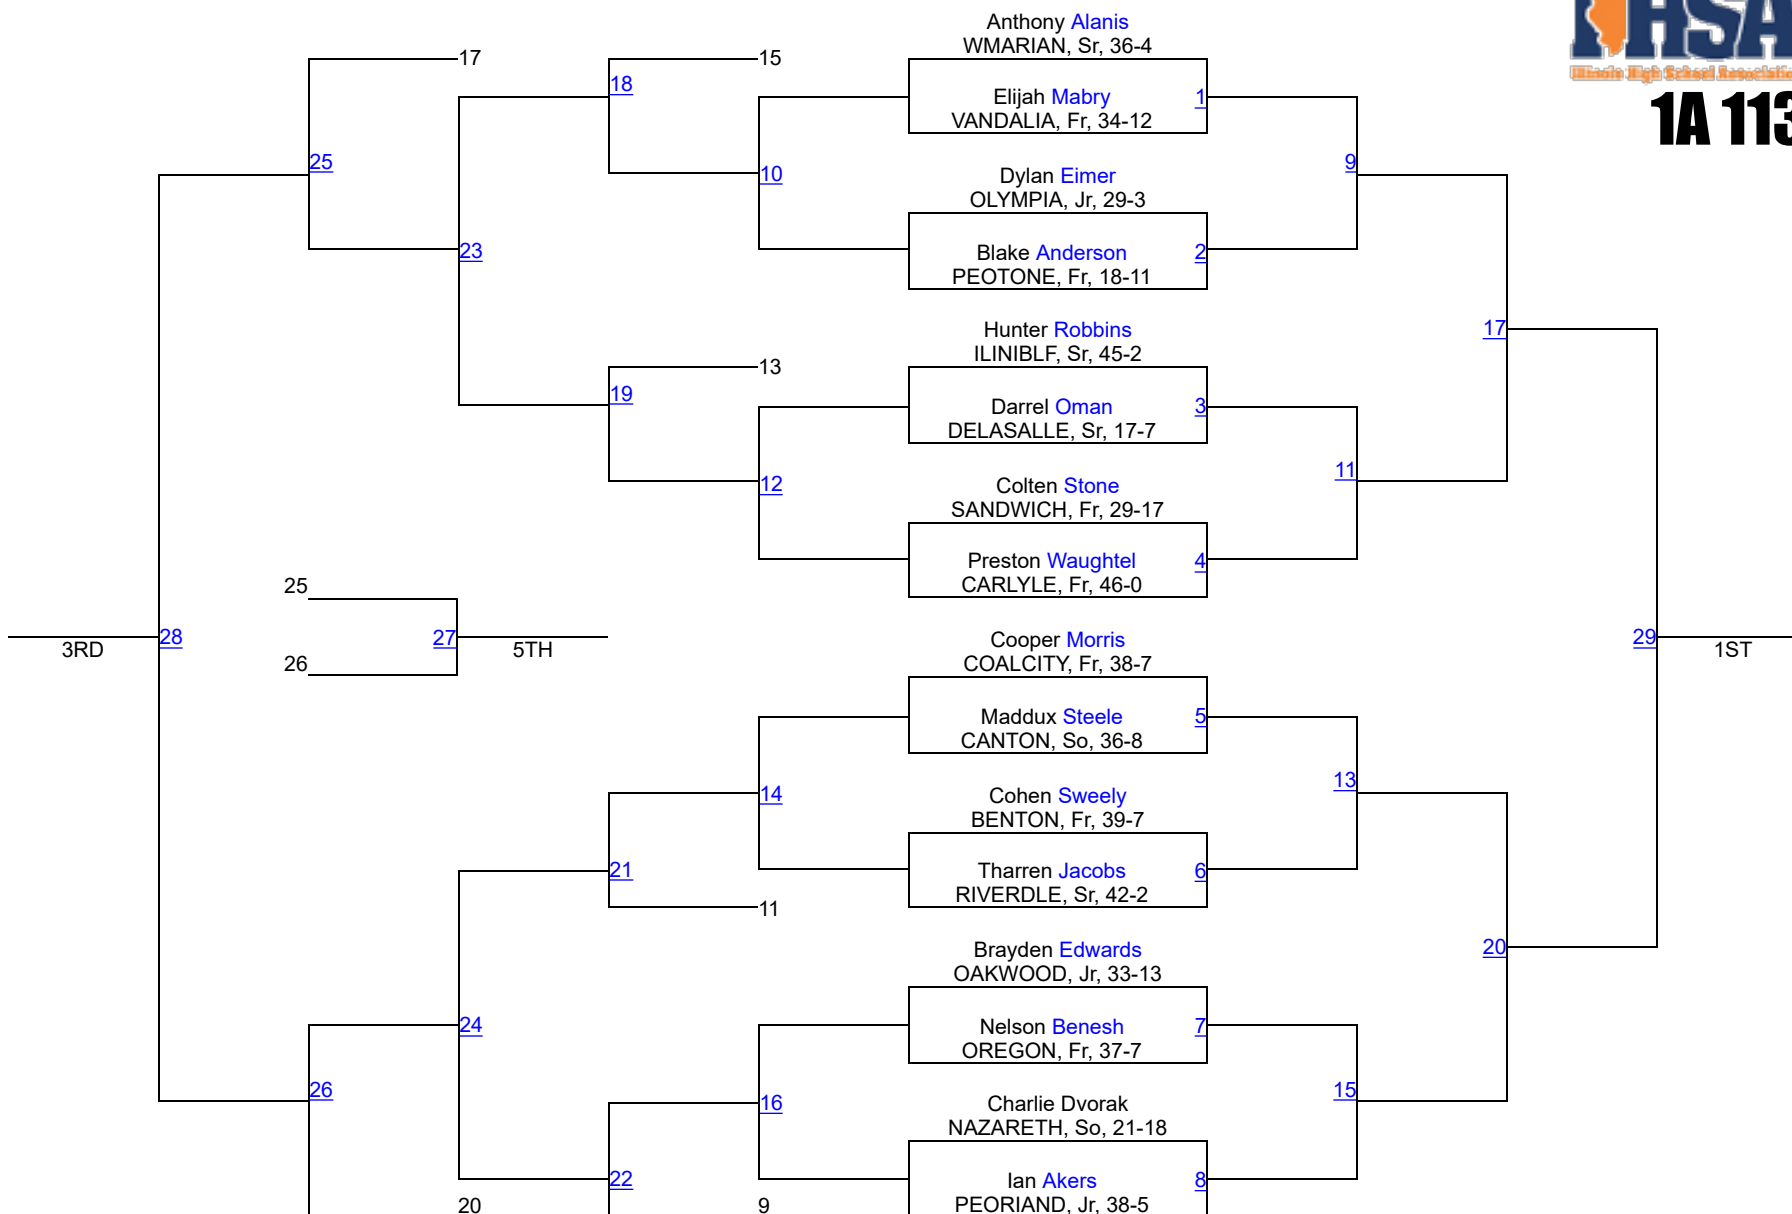 HSA
Illinois High School Association
1A 113
Anthony Alanis
WMARIAN, Sr, 36-4
17
15
18
Elijah Mabry
1
VANDALIA, Fr, 34-12
25
10
Dylan Eimer
9
OLYMPIA, Jr, 29-3
23
Blake Anderson
2
PEOTONE, Fr, 18-11
Hunter Robbins
17
ILINIBLF, Sr, 45-2
13
19
Darrel Oman
3
DELASALLE, Sr, 17-7
12
Colten Stone
11
SANDWICH, Fr, 29-17
Preston Waughtel
4
CARLYLE, Fr, 46-0
25
3RD
28
27
5TH
Cooper Morris
29
1ST
26
COALCITY, Fr, 38-7
Maddux Steele
5
CANTON, So, 36-8
14
Cohen Sweely
13
BENTON, Fr, 39-7
21
Tharren Jacobs
6
RIVERDLE, Sr, 42-2
11
Brayden Edwards
20
OAKWOOD, Jr, 33-13
24
Nelson Benesh
7
OREGON, Fr, 37-7
26
16
Charlie Dvorak
15
NAZARETH, So, 21-18
22
Ian Akers
8
20
9
PEORIAND, Jr, 38-5